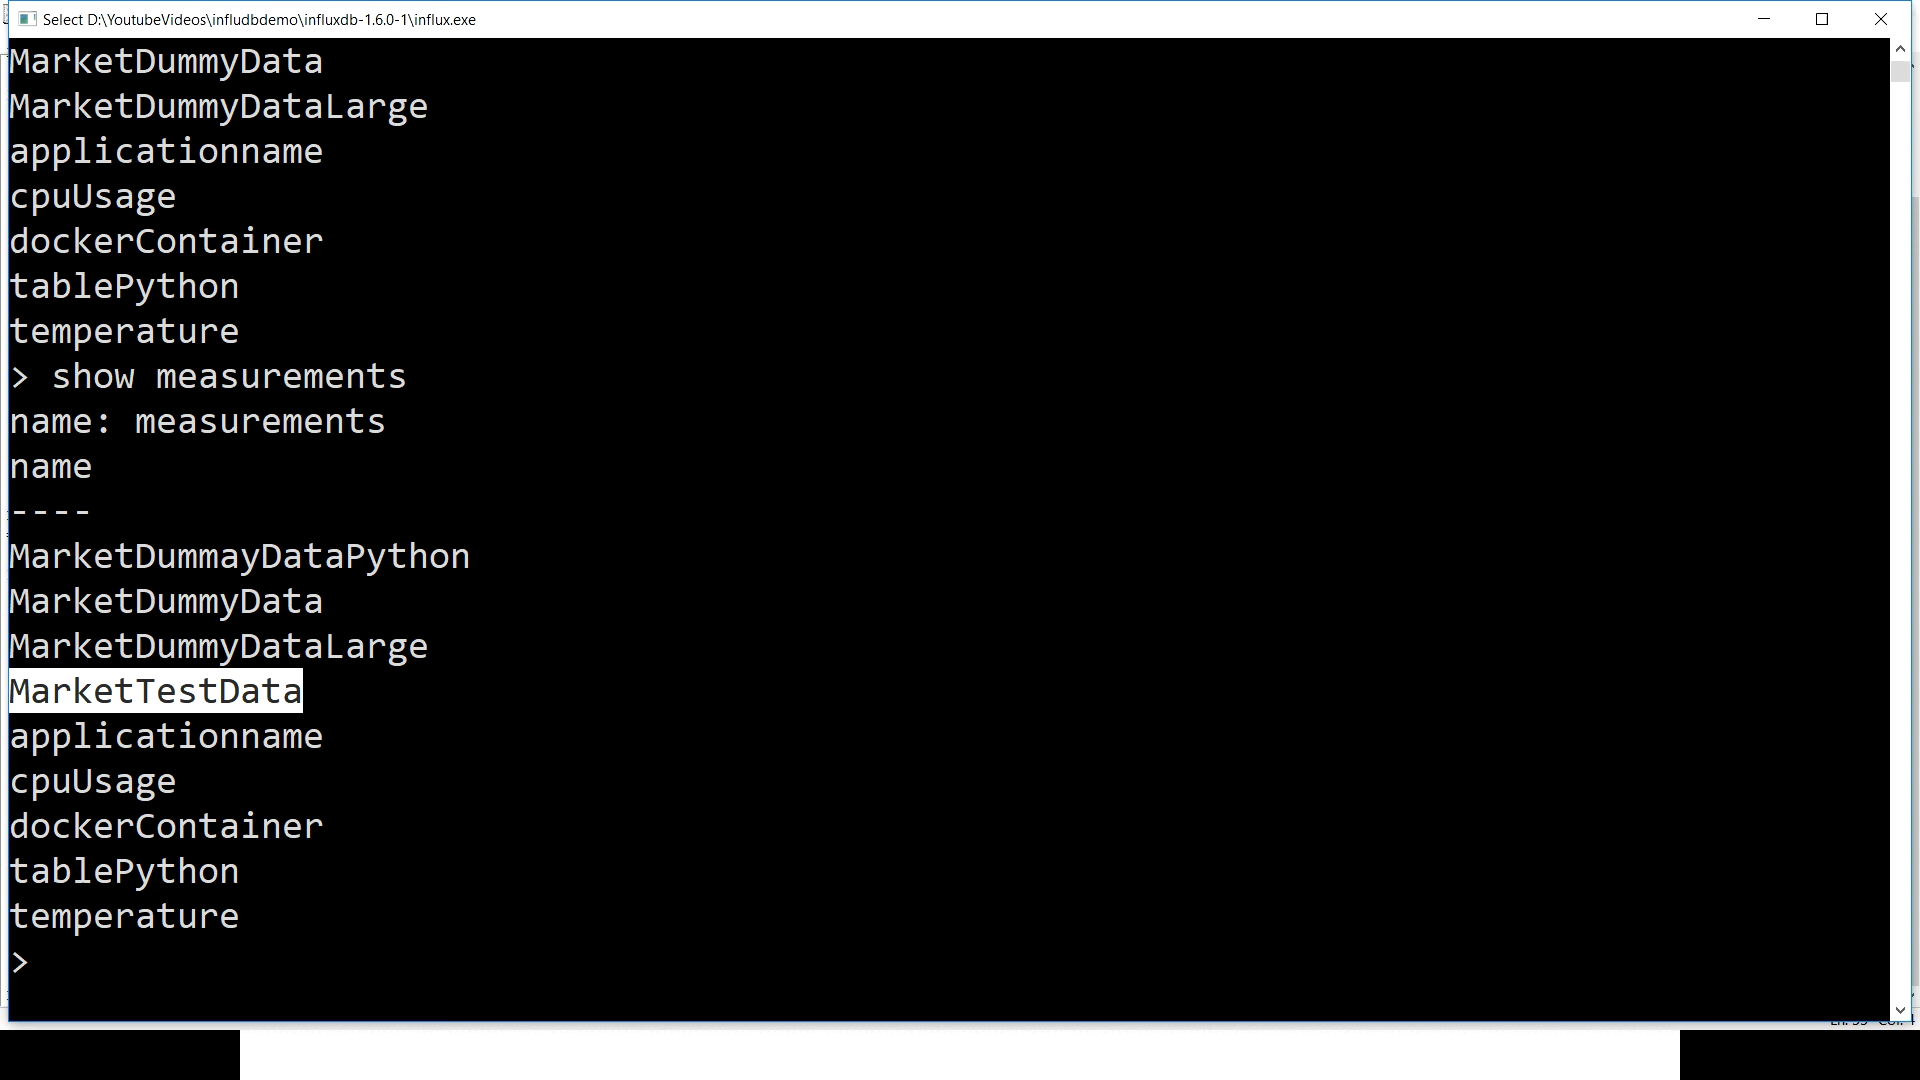 Select D:\YoutubeVideos\infludbdemo\influxdb-1.6.0-1\influx.exe
MarketDummyData
MarketDummyDataLarge
applicationname
cpuUsage
dockerContainer
tablePython
temperature
> show measurements
name: measurements
name
----
MarketDummayDataPython
MarketDummyData
MarketDummyDataLarge
MarketTestData
applicationname
cpuUsage
dockerContainer
tablePython
temperature
>